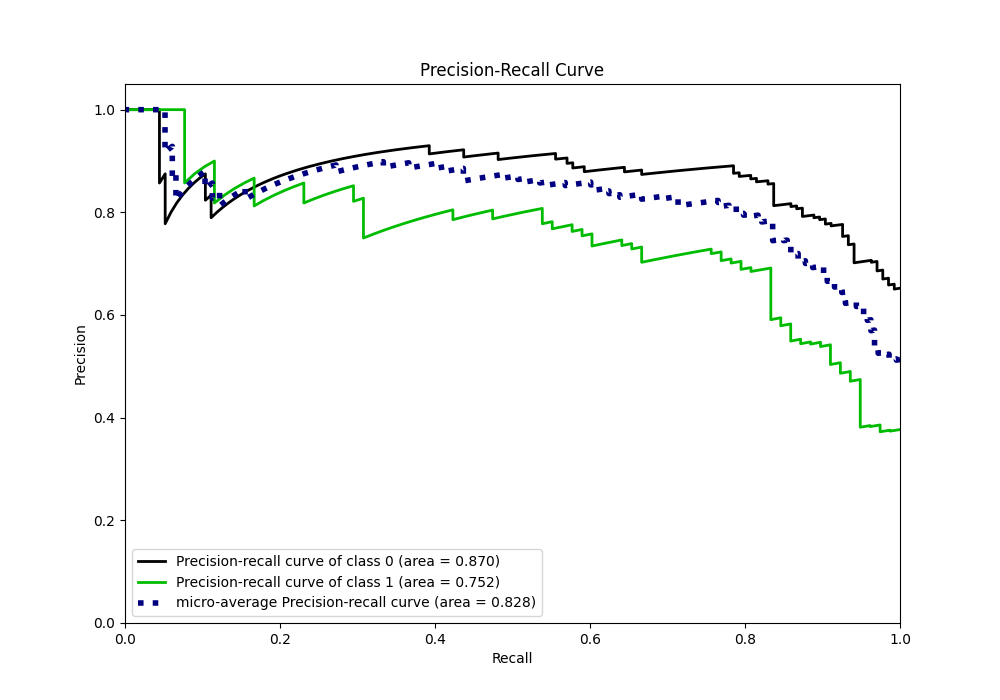 Precision-Recall Curve
1.0
0.8
0.6
0.4
0.2
0.0
Precision
0.0 0.2 0.4 0.6 0.8 1.0
Recall
Precision-recall curve of class 0 (area = 0.870)
Precision-recall curve of class 1 (area = 0.752)
micro-average Precision-recall curve (area = 0.828)